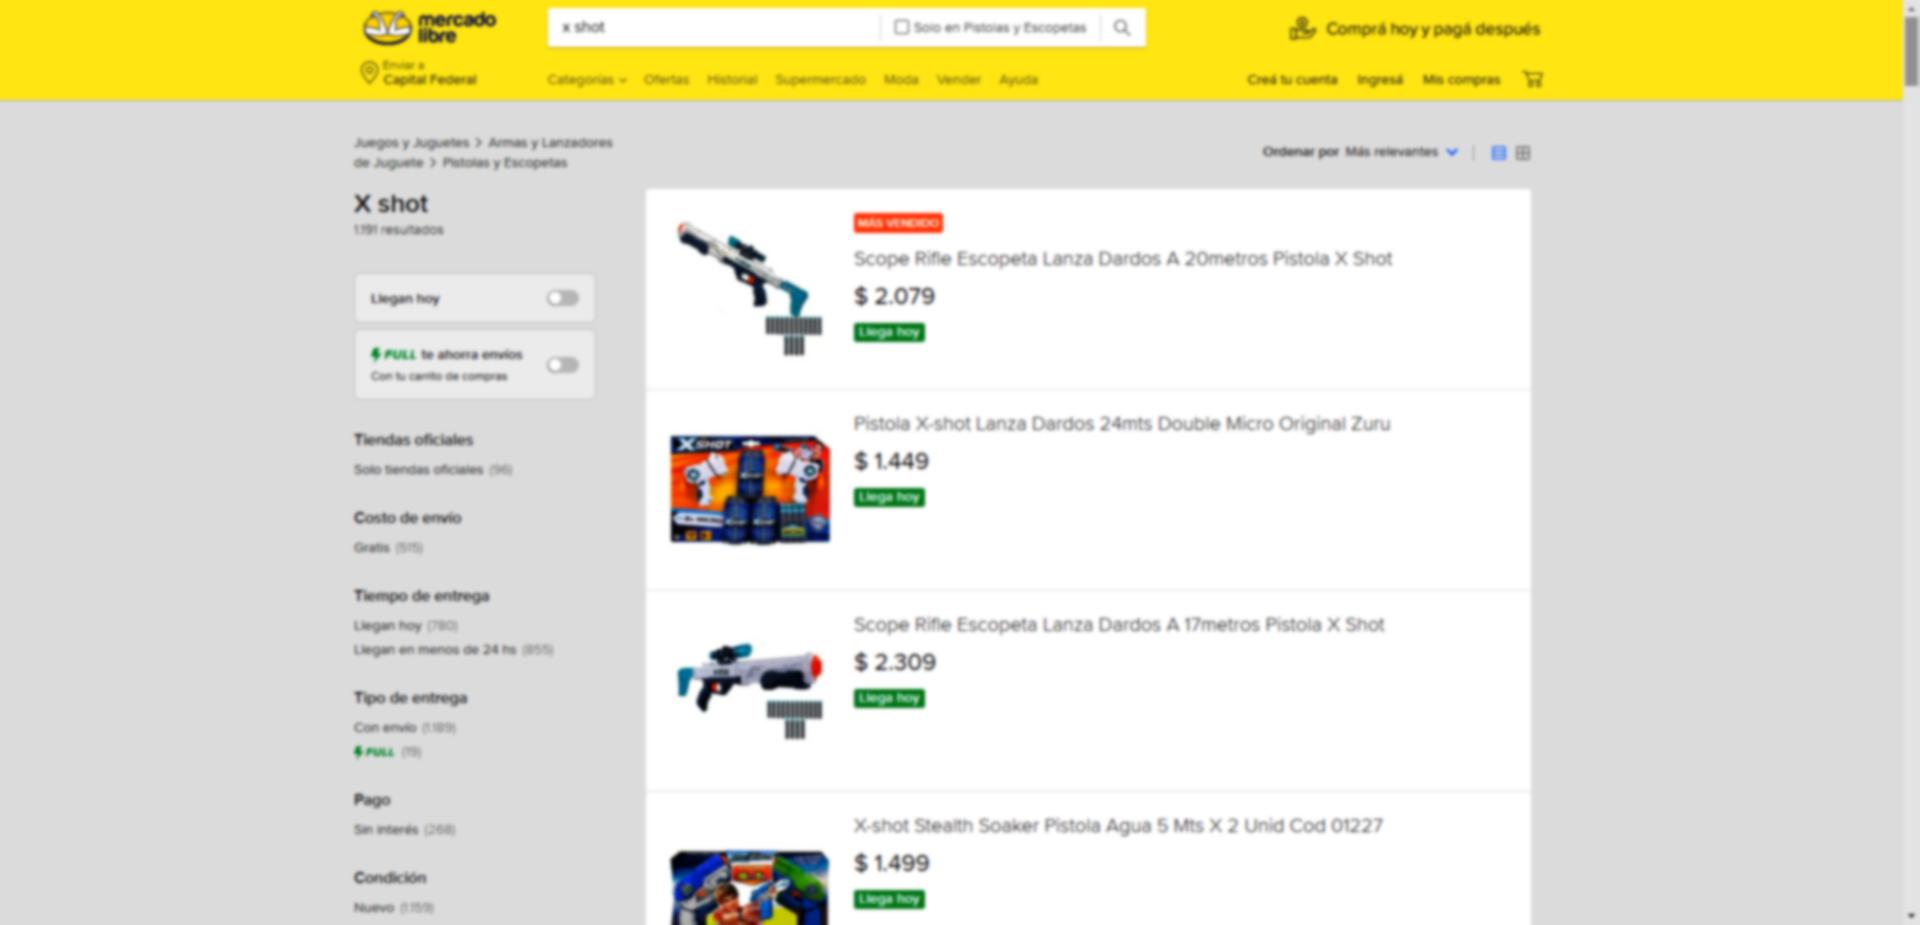 mercado
libre
x shot
Solo en Pistolas y Escopetas
Comprá hoy y pagá después
Enviar a
Capital Federal
Categorías
Ofertas
Historial
Supermercado
Moda
Vender
Ayuda
Creá tu cuenta
Ingresá
Mis compras
Juegos y Juguetes > Armas y Lanzadores
de Juguete > Pistolas y Escopetas
Ordenar por Más relevantes
X shot
1.191 resultados
Llegan hoy
FULL te ahorra envíos
Con tu carrito de compras
Tiendas oficiales
Solo tiendas oficiales (96)
Costo de envío
Gratis (515)
Tiempo de entrega
Llegan hoy (780)
Llegan en menos de 24 hs (855)
Tipo de entrega
Con envío (1.189)
FULL (19)
Pago
Sin interés (268)
Condición
Nuevo (1.159)
MÁS VENDIDO
Scope Rifle Escopeta Lanza Dardos A 20metros Pistola X Shot
$ 2.079
Llega hoy
X SHOT
Pistola X-shot Lanza Dardos 24mts Double Micro Original Zuru
$ 1.449
Llega hoy
Scope Rifle Escopeta Lanza Dardos A 17metros Pistola X Shot
$ 2.309
Llega hoy
X-shot Stealth Soaker Pistola Agua 5 Mts X 2 Unid Cod 01227
$ 1.499
Llega hoy